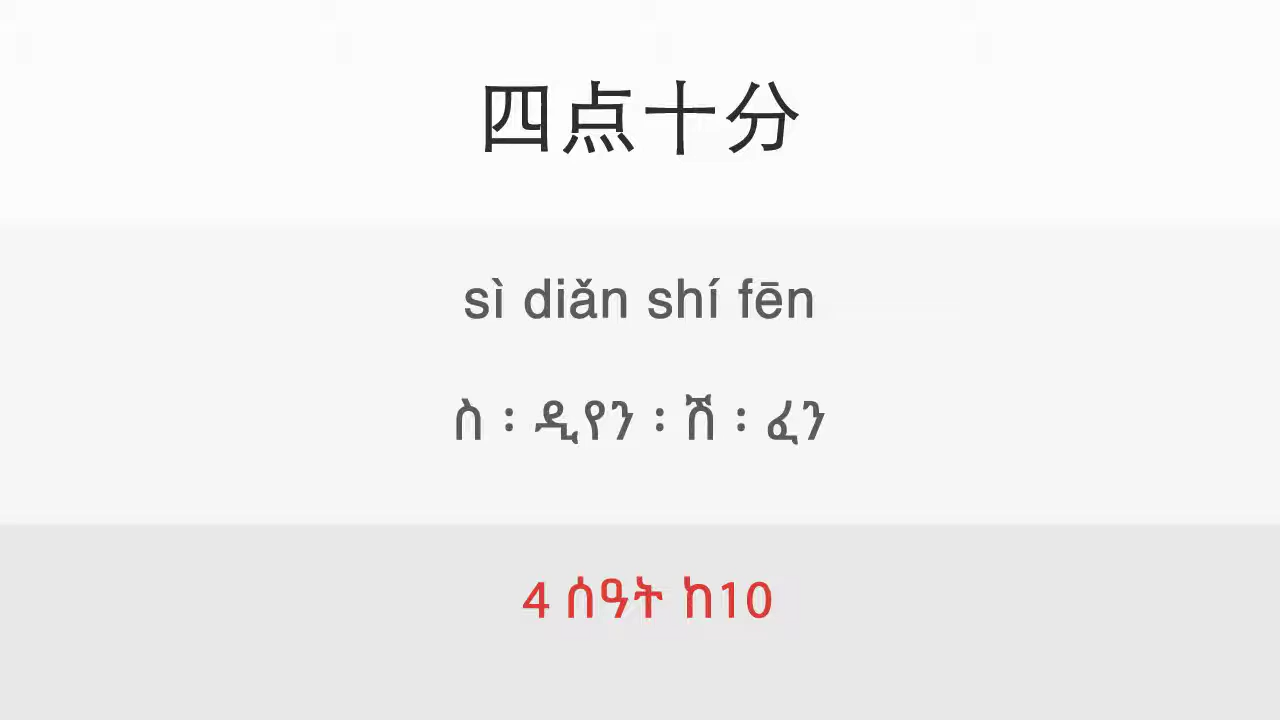 四点十分
sì diǎn shí fēn
ስ ፡ ዲየን ፡ ሽ ፡ ፈን
4 ሰዓት ከ10